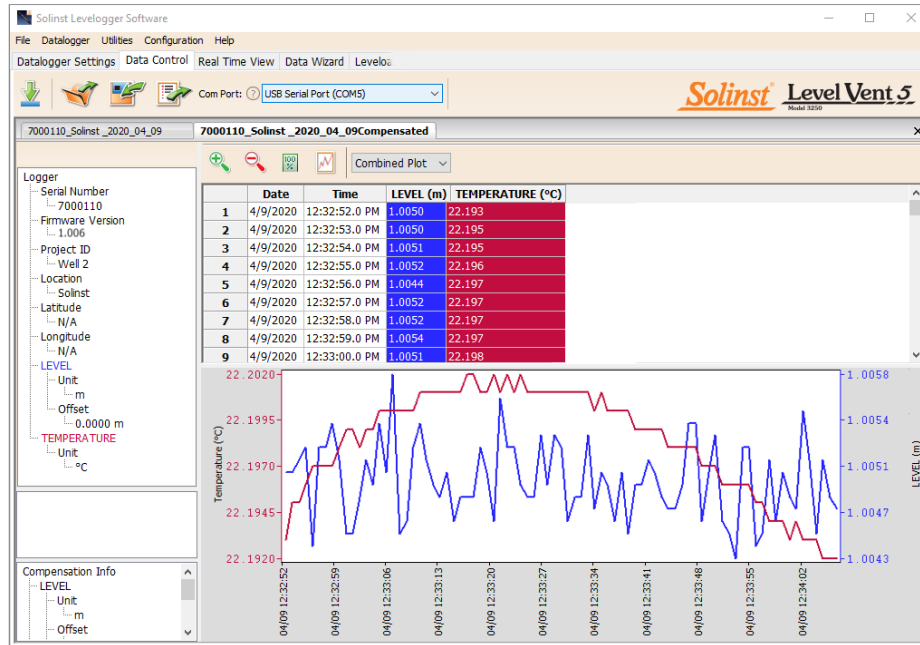 Solinst Levelogger Software
File Datalogger Utilities Configuration Help
Datalogger Settings Data Control Real Time View Data Wizard
Com Port: ? USB Serial Port (COM5)
Solinst Level Vent 5
Model 3250
7000110_Solinst _2020_04_09 7000110_Solinst _2020_04_09Compensated
100 %
Combined Plot
Logger
Serial Number
7000110
Firmware Version
1.006
Project ID
Well 2
Location
Solinst
Latitude
N/A
Longitude
N/A
LEVEL
Unit
m
Offset
0.0000 m
TEMPERATURE
Unit
°C
Compensation Info
LEVEL
Unit
m
Offset
Date Time LEVEL (m) TEMPERATURE (°C)
1 4/9/2020 12:32:52.0 PM 1.0050 22.193
2 4/9/2020 12:32:53.0 PM 1.0050 22.195
3 4/9/2020 12:32:54.0 PM 1.0051 22.195
4 4/9/2020 12:32:55.0 PM 1.0052 22.196
5 4/9/2020 12:32:56.0 PM 1.0044 22.197
6 4/9/2020 12:32:57.0 PM 1.0052 22.197
7 4/9/2020 12:32:58.0 PM 1.0052 22.197
8 4/9/2020 12:32:59.0 PM 1.0054 22.197
9 4/9/2020 12:33:00.0 PM 1.0051 22.198
Temperature (°C)
22.2020
22.1995
22.1970
22.1945
22.1920
1.0058
1.0054
1.0051
1.0047
1.0043
LEVEL (m)
04/09 12:32:52
04/09 12:32:59
04/09 12:33:06
04/09 12:33:13
04/09 12:33:20
04/09 12:33:27
04/09 12:33:34
04/09 12:33:41
04/09 12:33:48
04/09 12:33:55
04/09 12:34:02